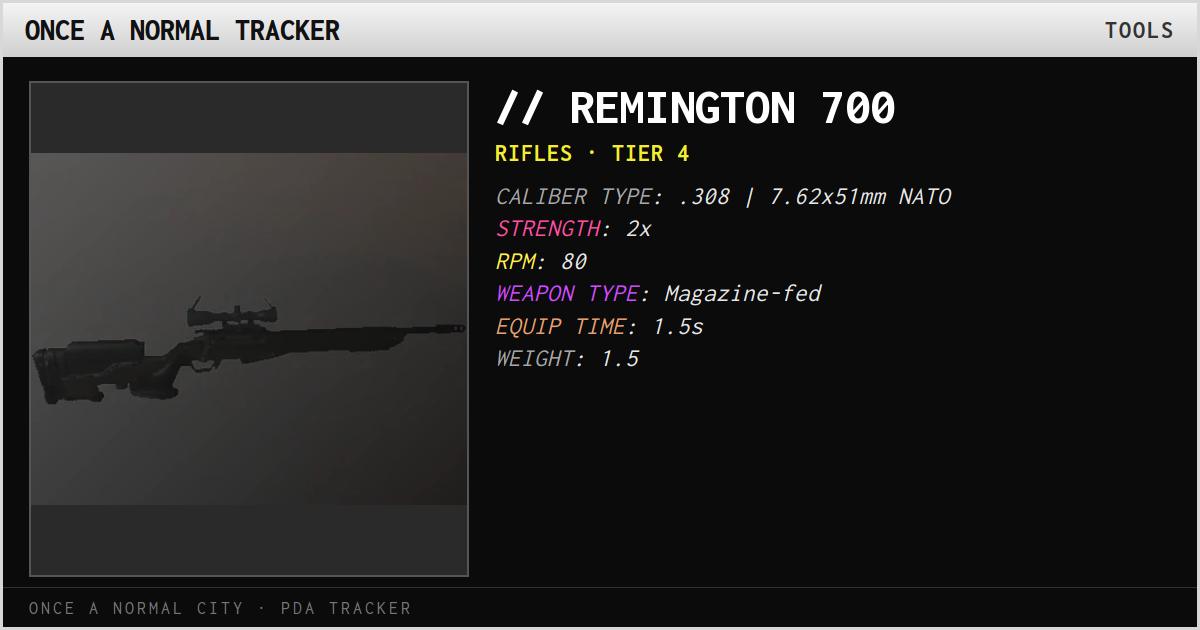 ONCE A NORMAL TRACKER
TOOLS
// REMINGTON 700
RIFLES · TIER 4
CALIBER TYPE: .308 | 7.62x51mm NATO
STRENGTH: 2x
RPM: 80
WEAPON TYPE: Magazine-fed
EQUIP TIME: 1.5s
WEIGHT: 1.5
ONCE A NORMAL CITY · PDA TRACKER